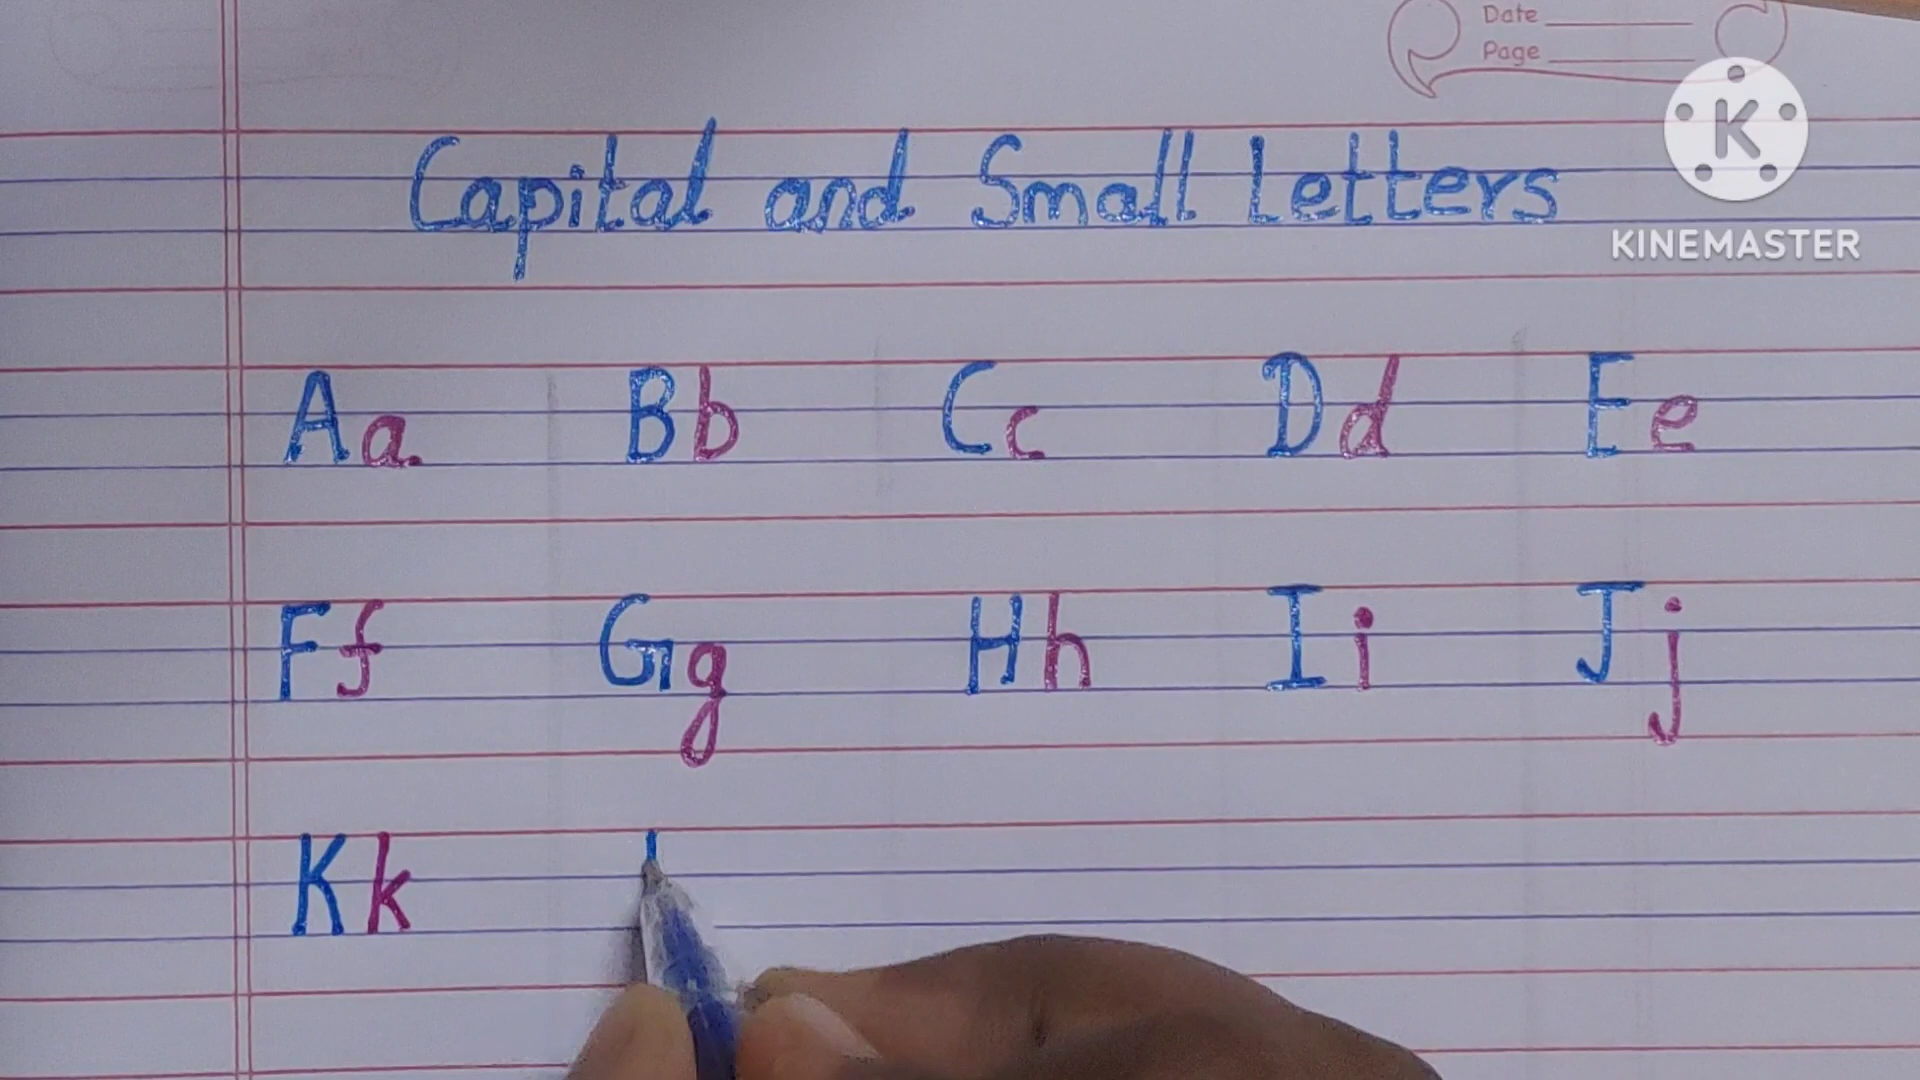 Date
Page
K
KINEMASTER
Capital and Small Letters
Aa Bb Cc Dd Ee
Ff Gg Hh Ii Jj
Kk